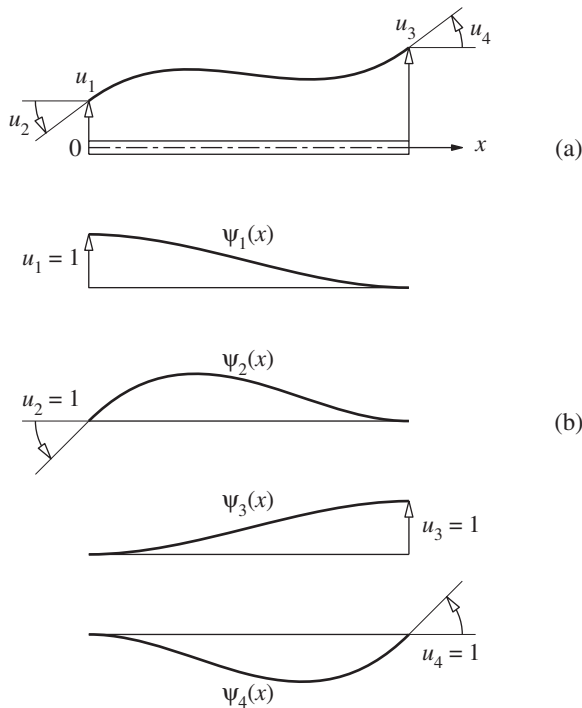 u₃
u₄
u₁
u₂
0
x
(a)
ψ₁(x)
u₁ = 1
ψ₂(x)
u₂ = 1
(b)
ψ₃(x)
u₃ = 1
u₄ = 1
ψ₄(x)